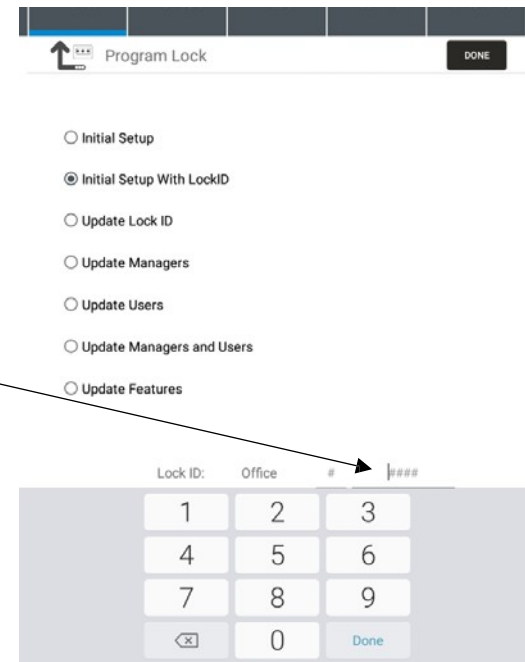 Program Lock DONE
Initial Setup
Initial Setup With LockID
Update Lock ID
Update Managers
Update Users
Update Managers and Users
Update Features
Lock ID: Office # ####
1 2 3
4 5 6
7 8 9
0 Done